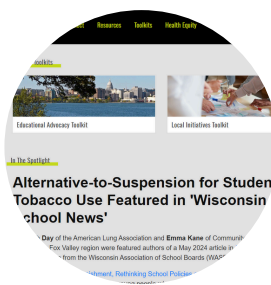 Resources Toolkits Health Equity
Toolkits
Educational Advocacy Toolkit Local Initiatives Toolkit
In The Spotlight
Alternative-to-Suspension for Studen
Tobacco Use Featured in 'Wisconsin
School News'
Day of the American Lung Association and Emma Kane of Communit
Fox Valley region were featured authors of a May 2024 article in
from the Wisconsin Association of School Boards (WAS
ishment, Rethinking School Policies